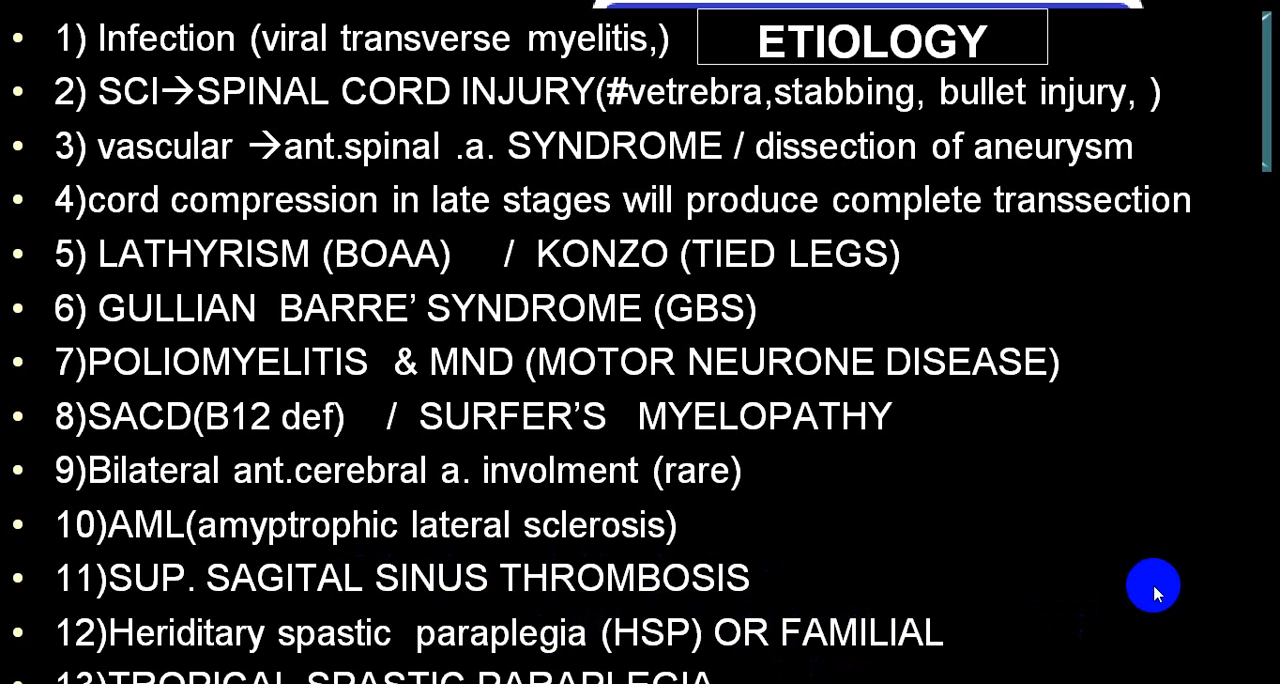 ETIOLOGY
• 1) Infection (viral transverse myelitis,)
• 2) SCI→SPINAL CORD INJURY(#vetrebra,stabbing, bullet injury, )
• 3) vascular →ant.spinal .a. SYNDROME / dissection of aneurysm
• 4)cord compression in late stages will produce complete transsection
• 5) LATHYRISM (BOAA) / KONZO (TIED LEGS)
• 6) GULLIAN BARRE’ SYNDROME (GBS)
• 7)POLIOMYELITIS & MND (MOTOR NEURONE DISEASE)
• 8)SACD(B12 def) / SURFER’S MYELOPATHY
• 9)Bilateral ant.cerebral a. involment (rare)
• 10)AML(amyptrophic lateral sclerosis)
• 11)SUP. SAGITAL SINUS THROMBOSIS
• 12)Heriditary spastic paraplegia (HSP) OR FAMILIAL
• 13)TROPICAL SPASTIC PARAPLEGIA